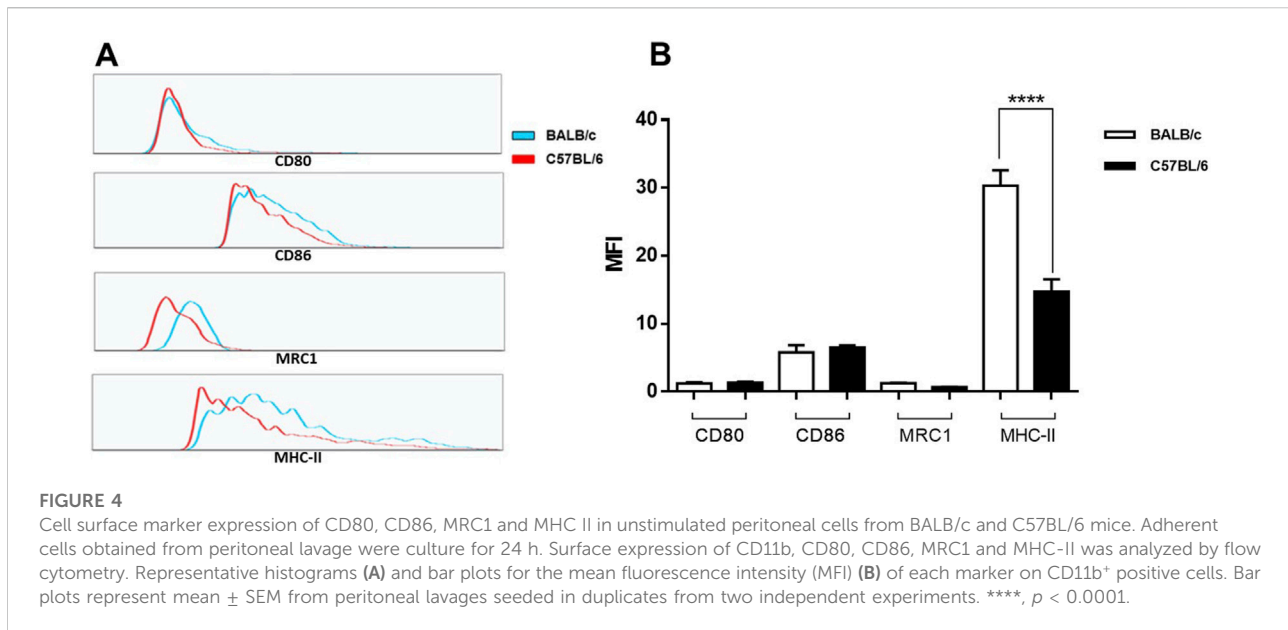 A
BALB/c
C57BL/6
CD80
CD86
MRC1
MHC-II
B
****
40
30
20
10
0
MFI
BALB/c
C57BL/6
CD80
CD86
MRC1
MHC-II
FIGURE 4
Cell surface marker expression of CD80, CD86, MRC1 and MHC II in unstimulated peritoneal cells from BALB/c and C57BL/6 mice. Adherent
cells obtained from peritoneal lavage were culture for 24 h. Surface expression of CD11b, CD80, CD86, MRC1 and MHC-II was analyzed by flow
cytometry. Representative histograms (A) and bar plots for the mean fluorescence intensity (MFI) (B) of each marker on CD11b⁺ positive cells. Bar
plots represent mean ± SEM from peritoneal lavages seeded in duplicates from two independent experiments. ****, p < 0.0001.